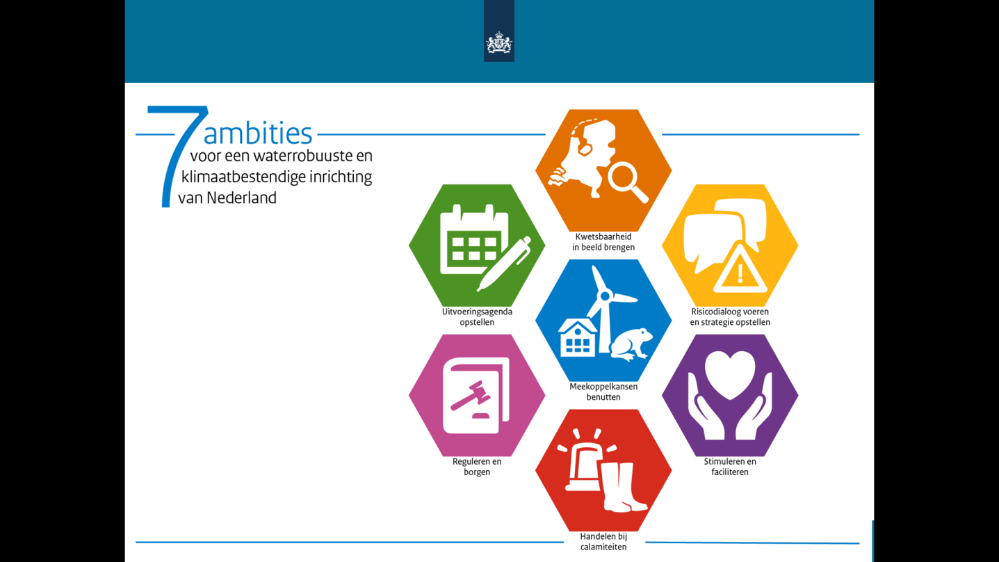 7 ambities
voor een waterrobuuste en
klimaatbestendige inrichting
van Nederland
Kwetsbaarheid
in beeld brengen
Uitvoeringsagenda
opstellen
Risicodialoog voeren
en strategie opstellen
Meekoppelkansen
benutten
Reguleren en
borgen
Stimuleren en
faciliteren
Handelen bij
calamiteiten